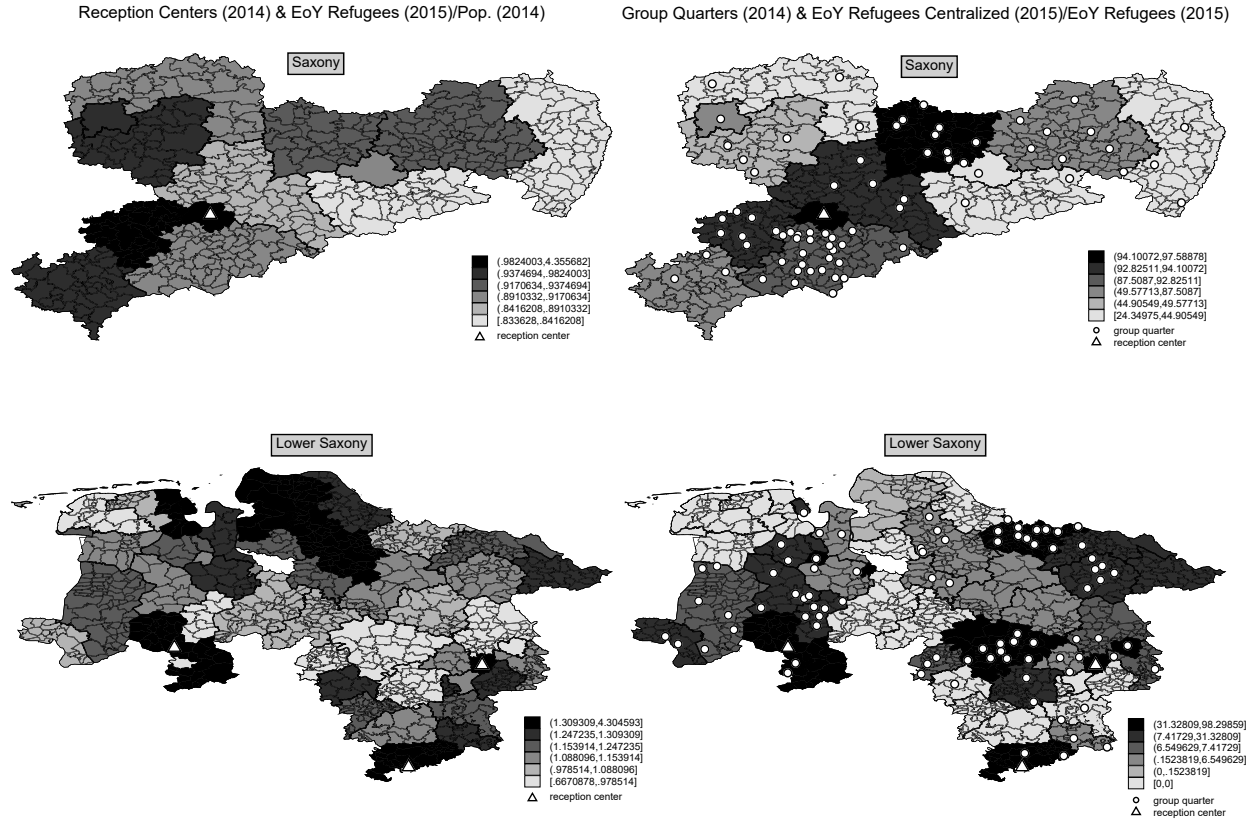 Reception Centers (2014) & EoY Refugees (2015)/Pop. (2014)
Group Quarters (2014) & EoY Refugees Centralized (2015)/EoY Refugees (2015)
Saxony
(.9824003,4.355682]
(.9374694,.9824003]
(.9170634,.9374694]
(.8910332,.9170634]
(.8416208,.8910332]
[.833628,.8416208]
reception center
Saxony
(94.10072,97.58878]
(92.82511,94.10072]
(87.5087,92.82511]
(49.57713,87.5087]
(44.90549,49.57713]
[24.34975,44.90549]
group quarter
reception center
Lower Saxony
(1.309309,4.304593]
(1.247235,1.309309]
(1.153914,1.247235]
(1.088096,1.153914]
(.978514,1.088096]
[.6670878,.978514]
reception center
Lower Saxony
(31.32809,98.29859]
(7.41729,31.32809]
(6.549629,7.41729]
(.1523819,6.549629]
(0,.1523819]
[0,0]
group quarter
reception center